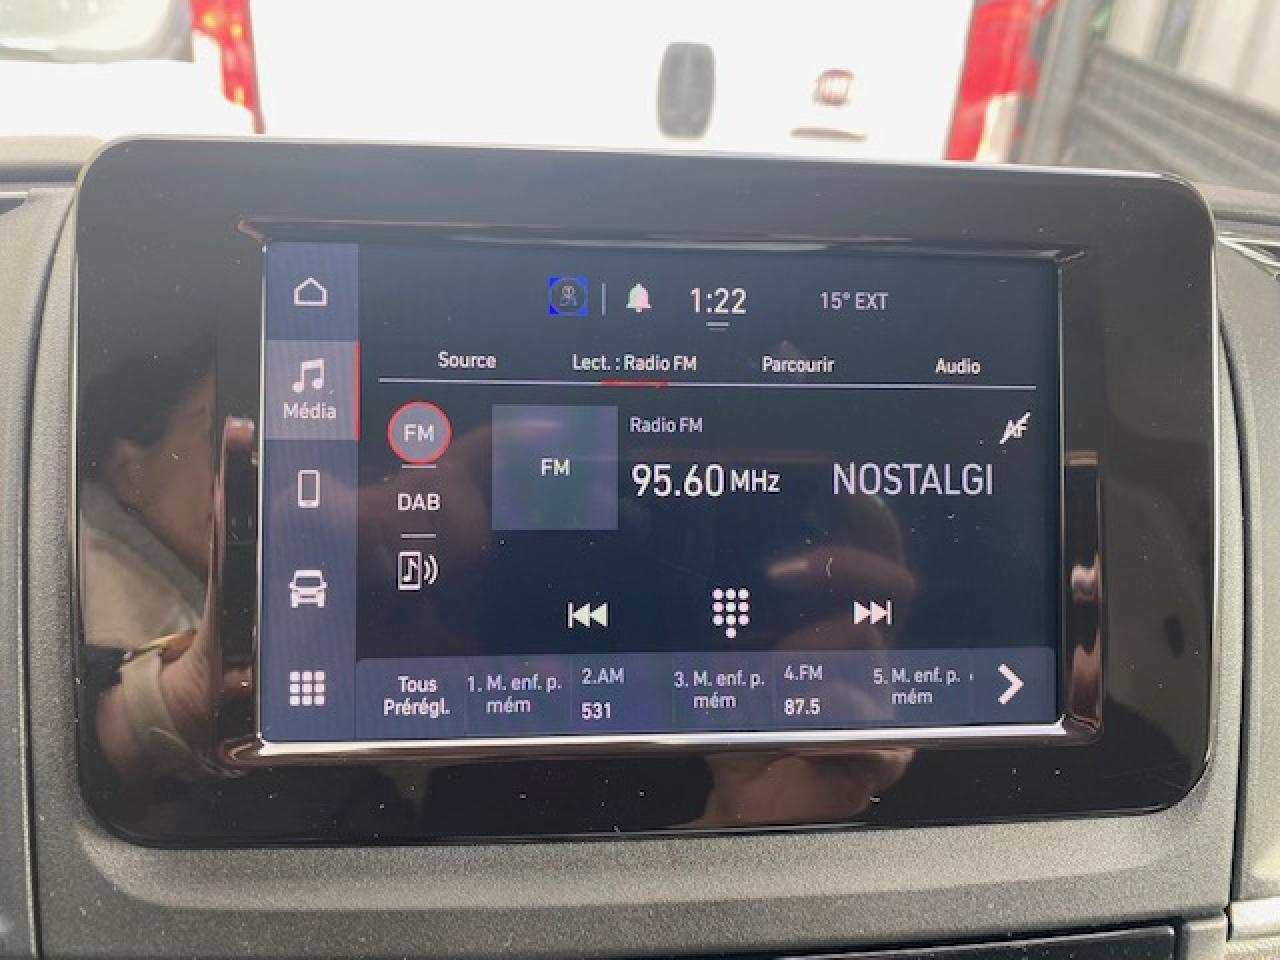 1:22
15° EXT
Source
Lect. : Radio FM
Parcourir
Audio
Média
FM
DAB
FM
Radio FM
95.60 MHz
NOSTALGI
AF
Tous
Prérégl.
1. M. enf. p.
mém
2.AM
531
3. M. enf. p.
mém
4.FM
87.5
5. M. enf. p.
mém